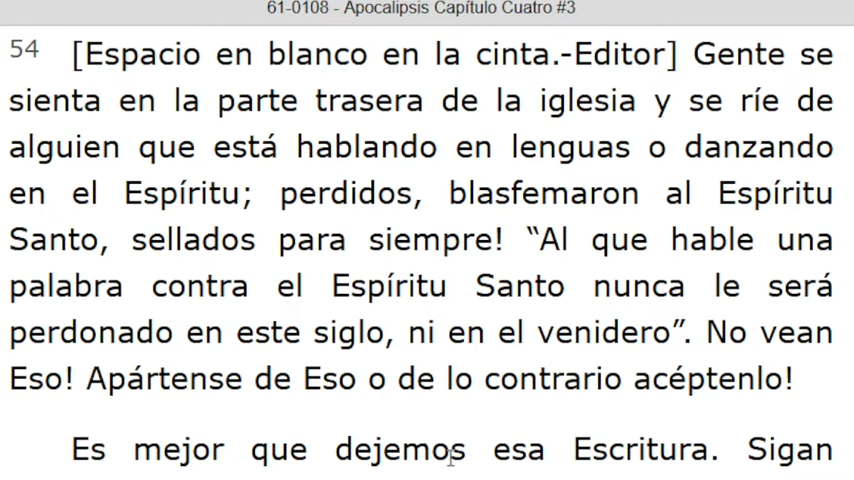 61-0108 - Apocalipsis Capítulo Cuatro #3
54 [Espacio en blanco en la cinta.-Editor] Gente se
sienta en la parte trasera de la iglesia y se ríe de
alguien que está hablando en lenguas o danzando
en el Espíritu; perdidos, blasfemaron al Espíritu
Santo, sellados para siempre! “Al que hable una
palabra contra el Espíritu Santo nunca le será
perdonado en este siglo, ni en el venidero”. No vean
Eso! Apártense de Eso o de lo contrario acéptenlo!
Es mejor que dejemos esa Escritura. Sigan